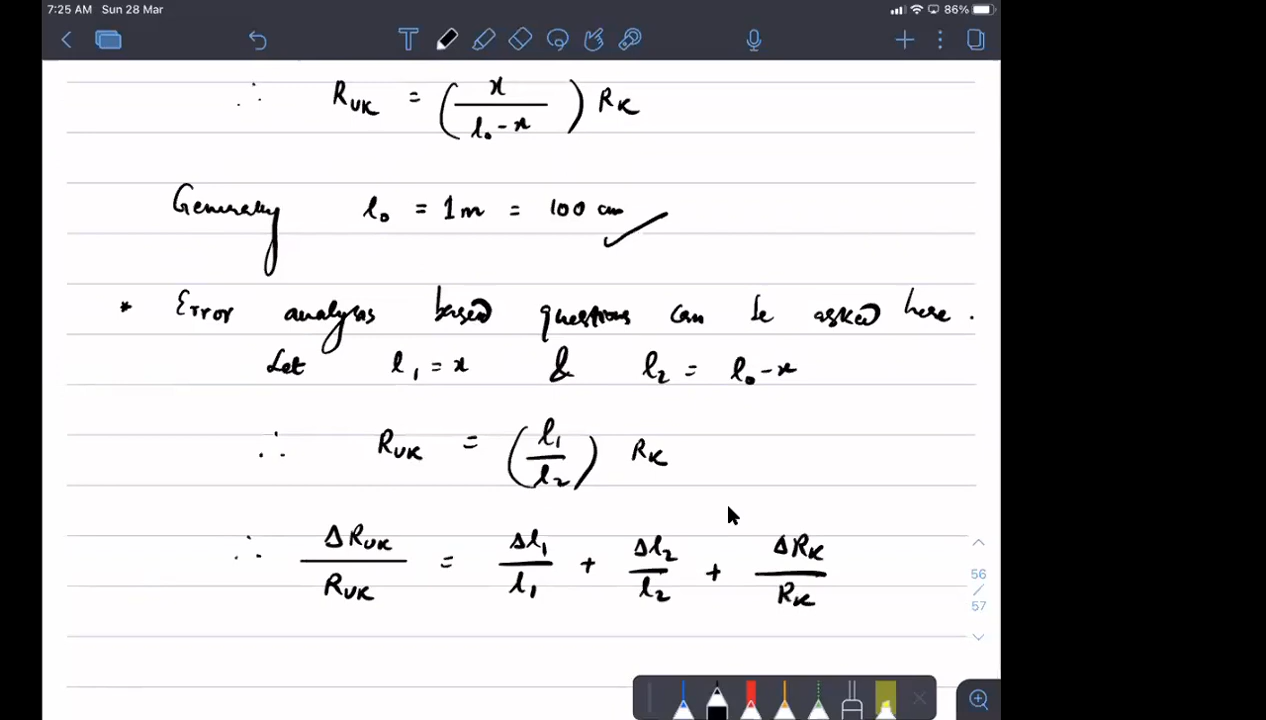 7:25 AM Sun 28 Mar 86%
∴ R_UK = (x / (l₀ - x)) R_K
Generally l₀ = 1m = 100 cm
* Error analysis based questions can be asked here.
Let l₁ = x & l₂ = l₀ - x
∴ R_UK = (l₁ / l₂) R_K
∴ ΔR_UK / R_UK = Δl₁ / l₁ + Δl₂ / l₂ + ΔR_K / R_K
56
/
57